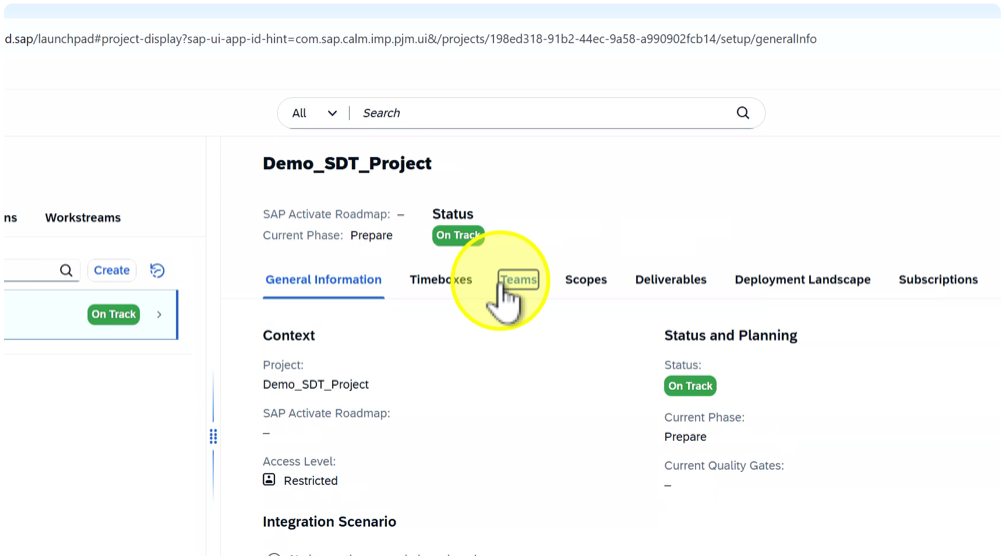 d.sap/launchpad#project-display?sap-ui-app-id-hint=com.sap.calm.imp.pjm.ui&/projects/198ed318-91b2-44ec-9a58-a990902fcb14/setup/generalInfo
All
Search
Demo_SDT_Project
SAP Activate Roadmap: –
Status
Current Phase: Prepare
On Track
ns
Workstreams
Create
On Track
General Information
Timeboxes
Teams
Scopes
Deliverables
Deployment Landscape
Subscriptions
Context
Status and Planning
Project:
Status:
Demo_SDT_Project
On Track
SAP Activate Roadmap:
Current Phase:
–
Prepare
Access Level:
Current Quality Gates:
Restricted
–
Integration Scenario